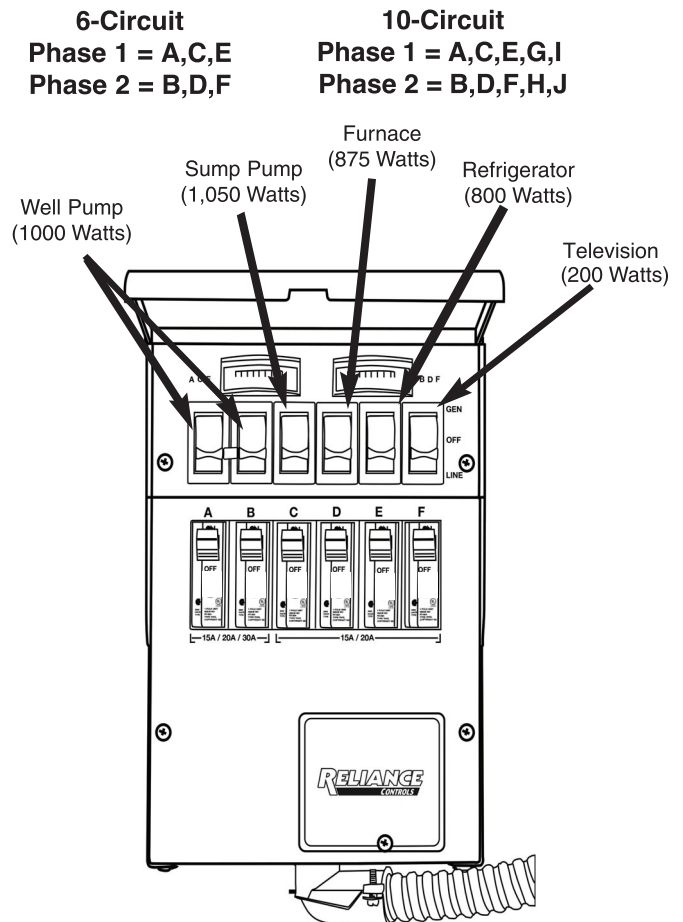 6-Circuit
Phase 1 = A,C,E
Phase 2 = B,D,F
10-Circuit
Phase 1 = A,C,E,G,I
Phase 2 = B,D,F,H,J
Furnace
(875 Watts)
Sump Pump
(1,050 Watts)
Refrigerator
(800 Watts)
Well Pump
(1000 Watts)
Television
(200 Watts)
A C E
B D F
GEN
OFF
LINE
A B C D E F
OFF OFF OFF OFF OFF OFF
15A / 20A / 30A
15A / 20A
RELIANCE
CONTROLS